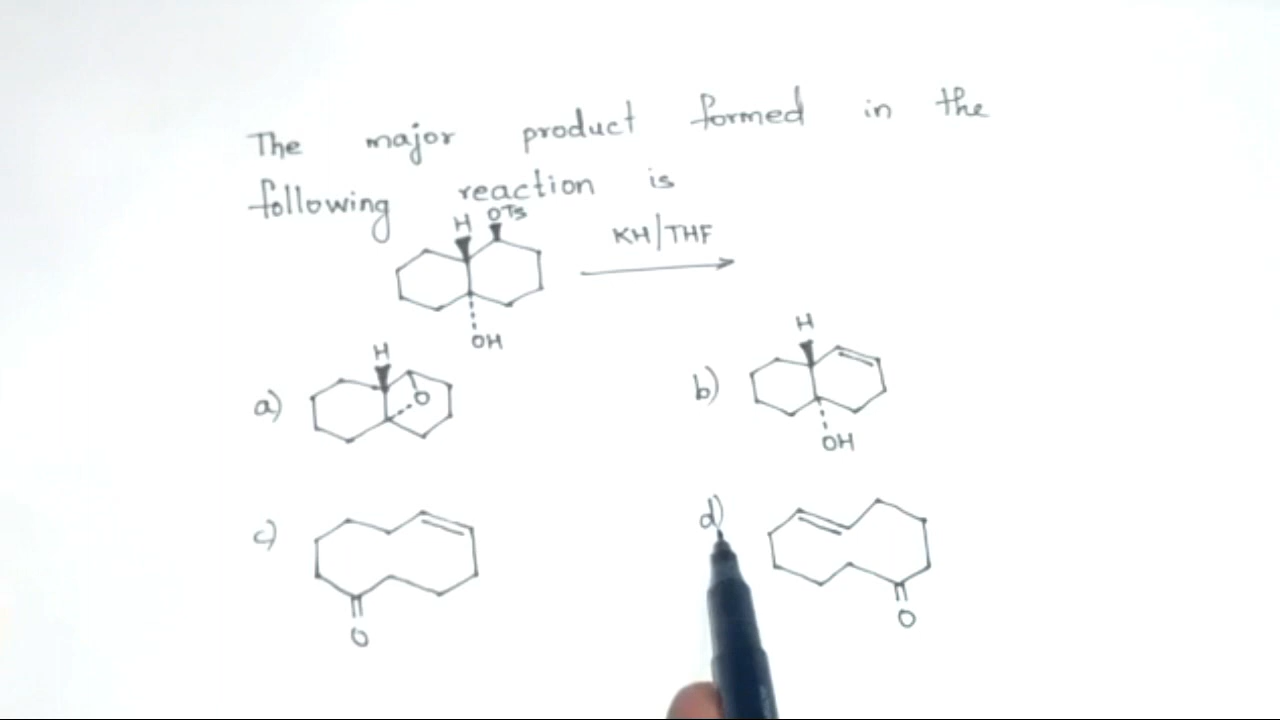 The major product formed in the
following reaction is
H OTs
KH/THF
OH
a) H O
b) H OH
c) O
d) O